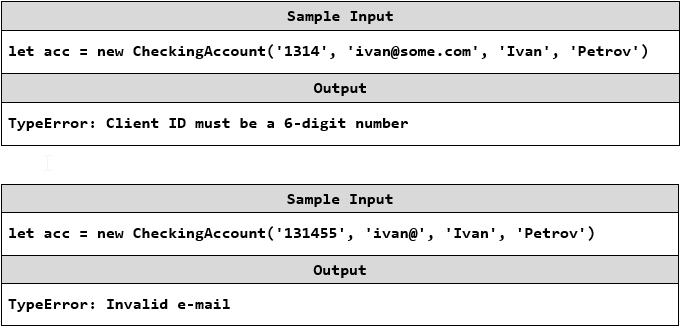 Sample Input
let acc = new CheckingAccount('1314', 'ivan@some.com', 'Ivan', 'Petrov')
Output
TypeError: Client ID must be a 6-digit number
Sample Input
let acc = new CheckingAccount('131455', 'ivan@', 'Ivan', 'Petrov')
Output
TypeError: Invalid e-mail